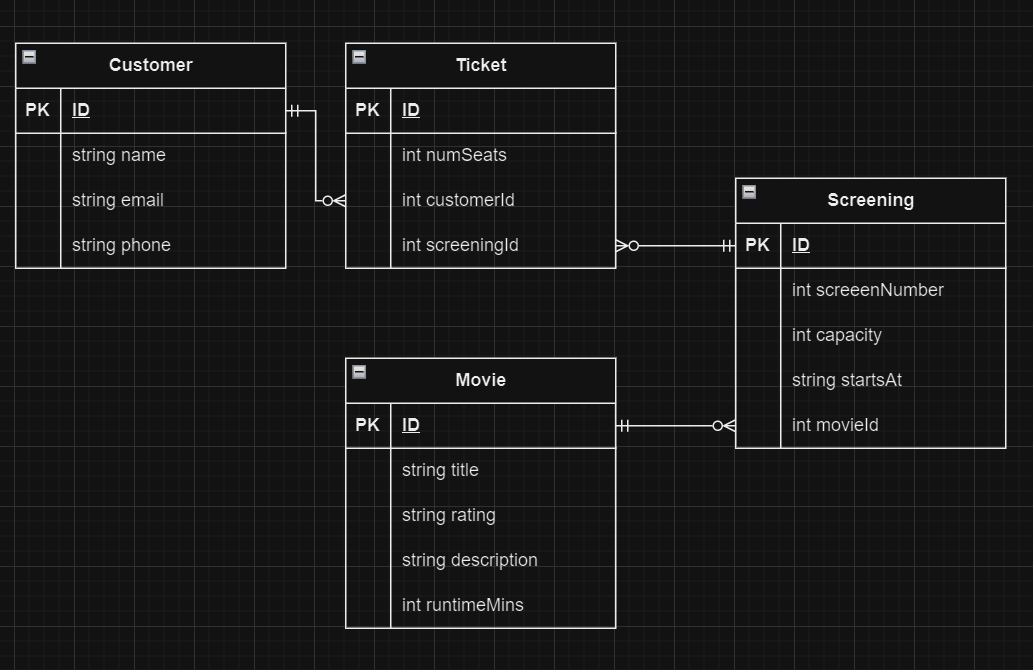 Customer
PK ID
string name
string email
string phone
Ticket
PK ID
int numSeats
int customerId
int screeningId
Screening
PK ID
int screeenNumber
int capacity
string startsAt
int movieId
Movie
PK ID
string title
string rating
string description
int runtimeMins